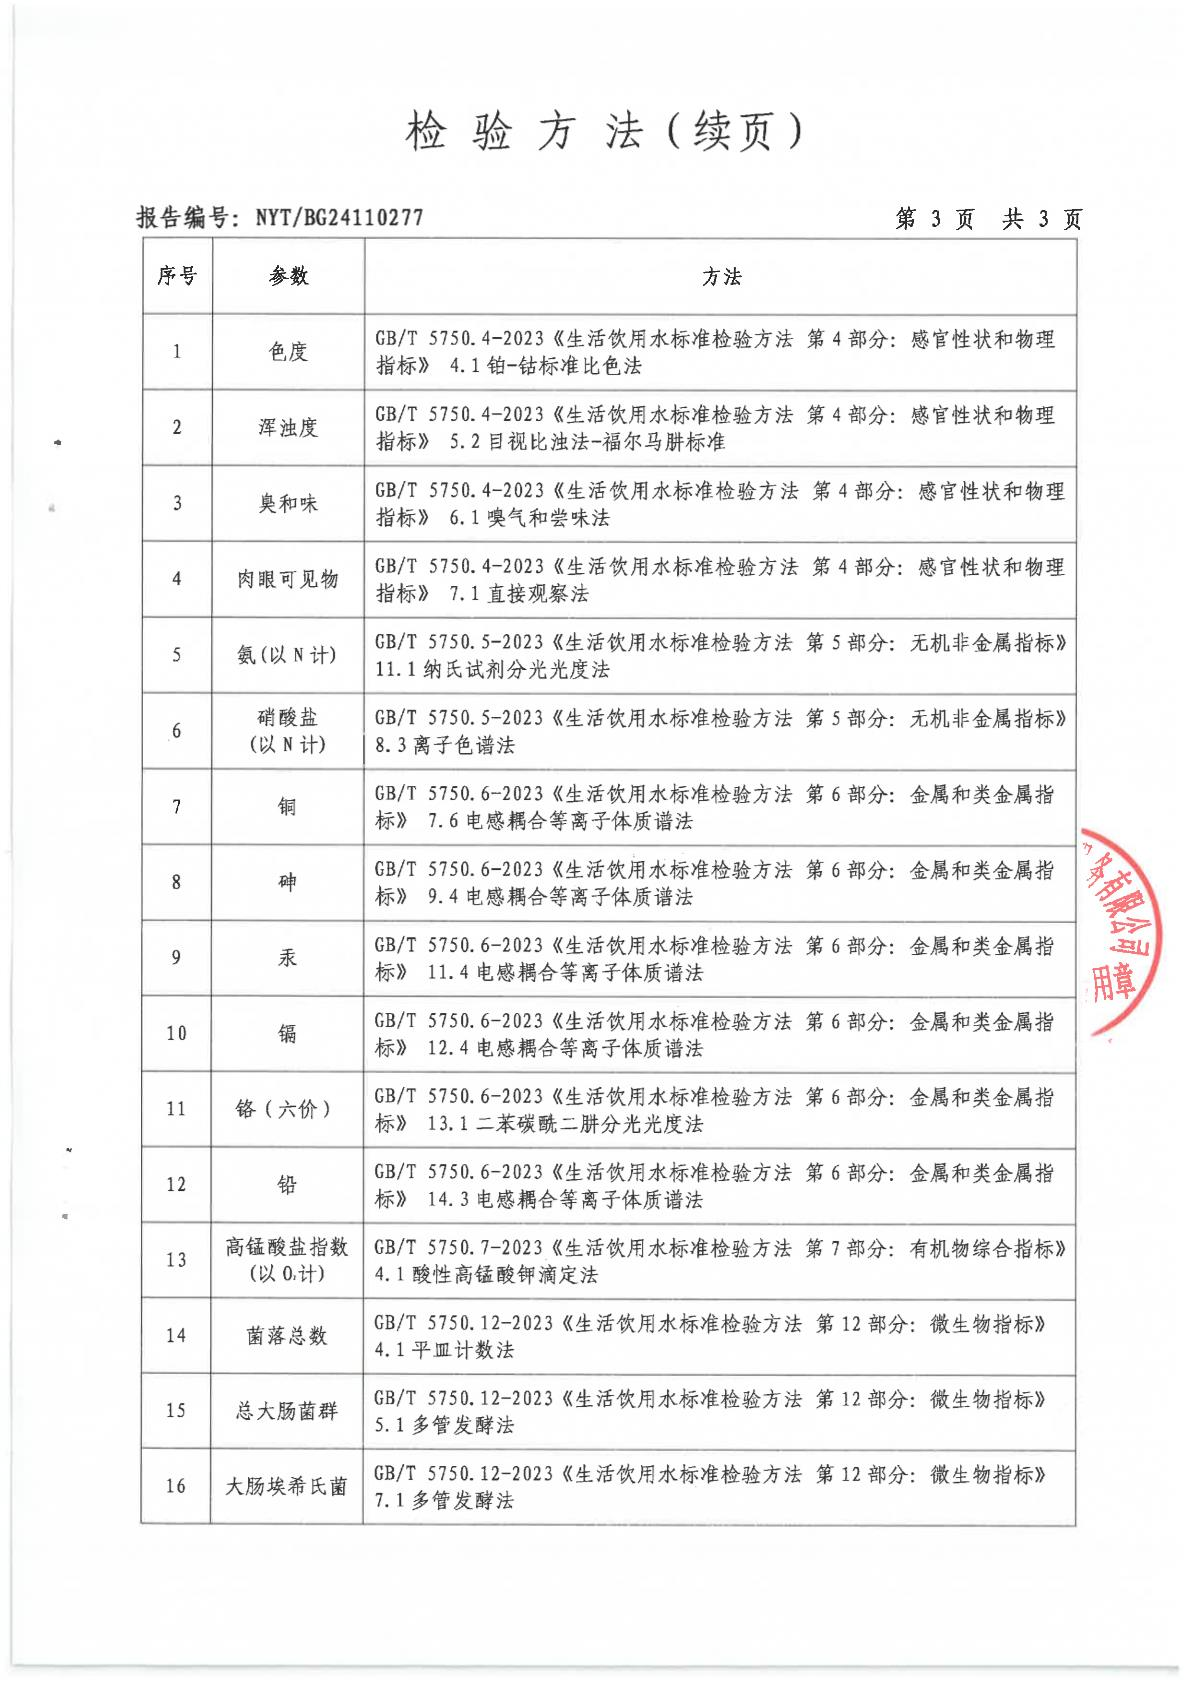 检验方法(续页)
报告编号: NYT/BG24110277
第 3 页 共 3 页
序号 参数 方法
1 色度 GB/T 5750.4-2023《生活饮用水标准检验方法 第4部分: 感官性状和物理
指标》 4.1铂-钴标准比色法
2 浑浊度 GB/T 5750.4-2023《生活饮用水标准检验方法 第4部分: 感官性状和物理
指标》 5.2目视比浊法-福尔马肼标准
3 臭和味 GB/T 5750.4-2023《生活饮用水标准检验方法 第4部分: 感官性状和物理
指标》 6.1嗅气和尝味法
4 肉眼可见物 GB/T 5750.4-2023《生活饮用水标准检验方法 第4部分: 感官性状和物理
指标》 7.1直接观察法
5 氨(以N计) GB/T 5750.5-2023《生活饮用水标准检验方法 第5部分: 无机非金属指标》
11.1纳氏试剂分光光度法
6 硝酸盐 GB/T 5750.5-2023《生活饮用水标准检验方法 第5部分: 无机非金属指标》
(以N计) 8.3离子色谱法
7 铜 GB/T 5750.6-2023《生活饮用水标准检验方法 第6部分: 金属和类金属指
标》 7.6电感耦合等离子体质谱法
8 砷 GB/T 5750.6-2023《生活饮用水标准检验方法 第6部分: 金属和类金属指
标》 9.4电感耦合等离子体质谱法
9 汞 GB/T 5750.6-2023《生活饮用水标准检验方法 第6部分: 金属和类金属指
标》 11.4电感耦合等离子体质谱法
10 镉 GB/T 5750.6-2023《生活饮用水标准检验方法 第6部分: 金属和类金属指
标》 12.4电感耦合等离子体质谱法
11 铬(六价) GB/T 5750.6-2023《生活饮用水标准检验方法 第6部分: 金属和类金属指
标》 13.1二苯碳酰二肼分光光度法
12 铅 GB/T 5750.6-2023《生活饮用水标准检验方法 第6部分: 金属和类金属指
标》 14.3电感耦合等离子体质谱法
13 高锰酸盐指数 GB/T 5750.7-2023《生活饮用水标准检验方法 第7部分: 有机物综合指标》
(以O₂计) 4.1酸性高锰酸钾滴定法
14 菌落总数 GB/T 5750.12-2023《生活饮用水标准检验方法 第12部分: 微生物指标》
4.1平皿计数法
15 总大肠菌群 GB/T 5750.12-2023《生活饮用水标准检验方法 第12部分: 微生物指标》
5.1多管发酵法
16 大肠埃希氏菌 GB/T 5750.12-2023《生活饮用水标准检验方法 第12部分: 微生物指标》
7.1多管发酵法
务有限公司
用章